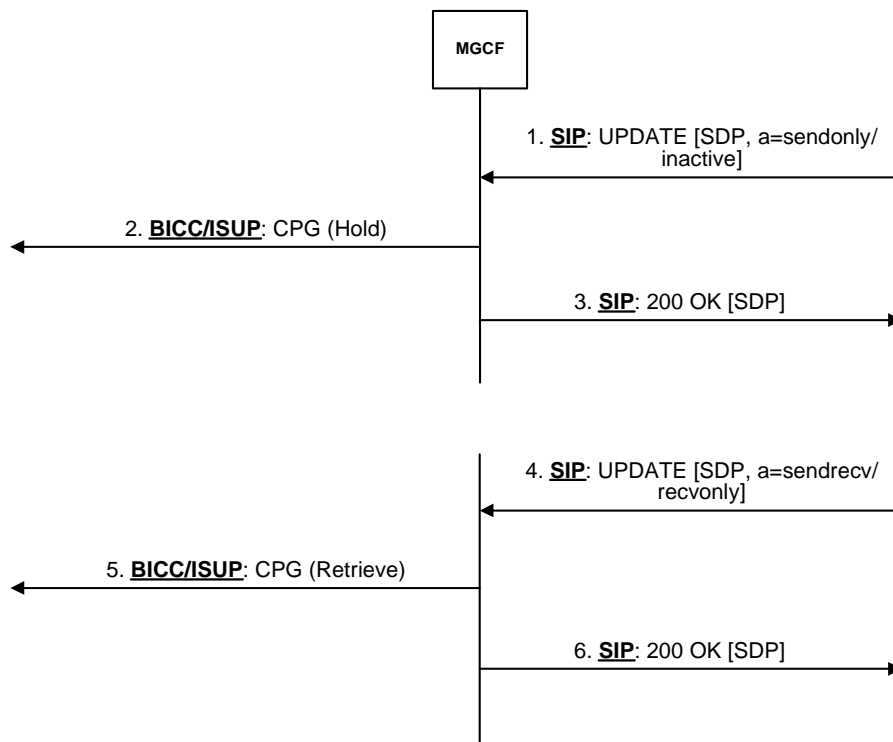 MGCF
1. SIP: UPDATE [SDP, a=sendonly/
inactive]
2. BICC/ISUP: CPG (Hold)
3. SIP: 200 OK [SDP]
4. SIP: UPDATE [SDP, a=sendrecv/
recvonly]
5. BICC/ISUP: CPG (Retrieve)
6. SIP: 200 OK [SDP]